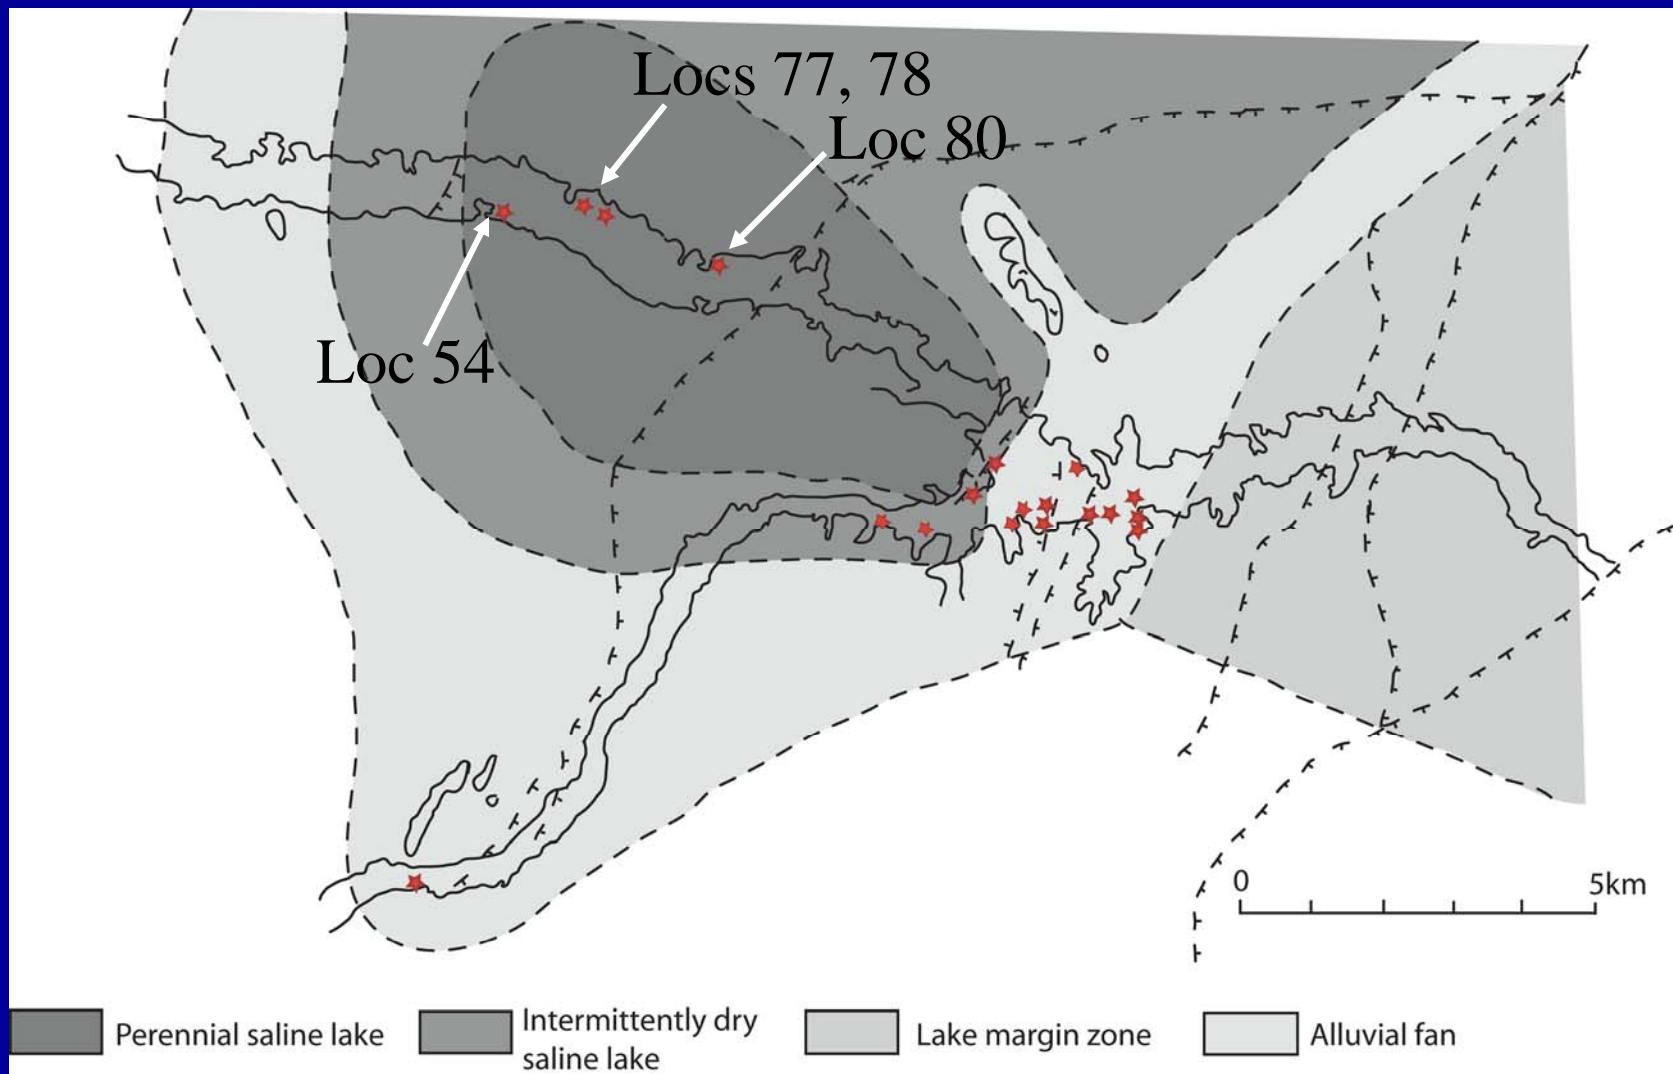 Locs 77, 78
Loc 80
Loc 54
0 5km
Perennial saline lake
Intermittently dry
saline lake
Lake margin zone
Alluvial fan